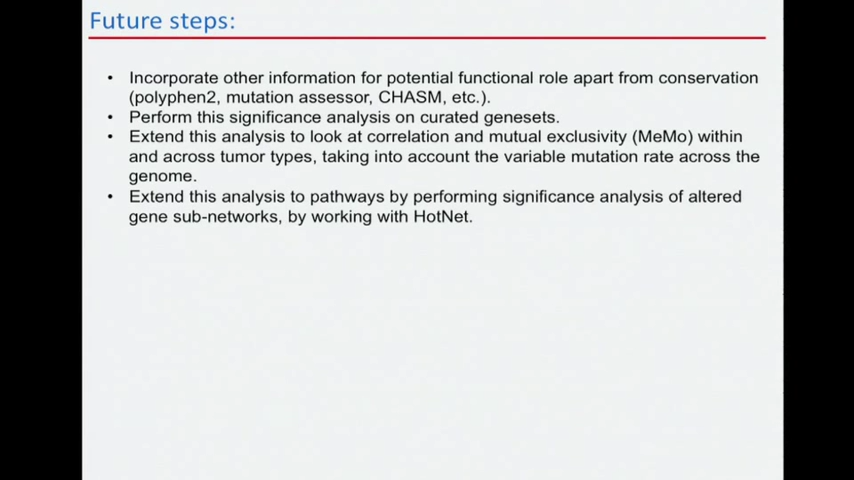 Future steps:
• Incorporate other information for potential functional role apart from conservation
(polyphen2, mutation assessor, CHASM, etc.).
• Perform this significance analysis on curated genesets.
• Extend this analysis to look at correlation and mutual exclusivity (MeMo) within
and across tumor types, taking into account the variable mutation rate across the
genome.
• Extend this analysis to pathways by performing significance analysis of altered
gene sub-networks, by working with HotNet.